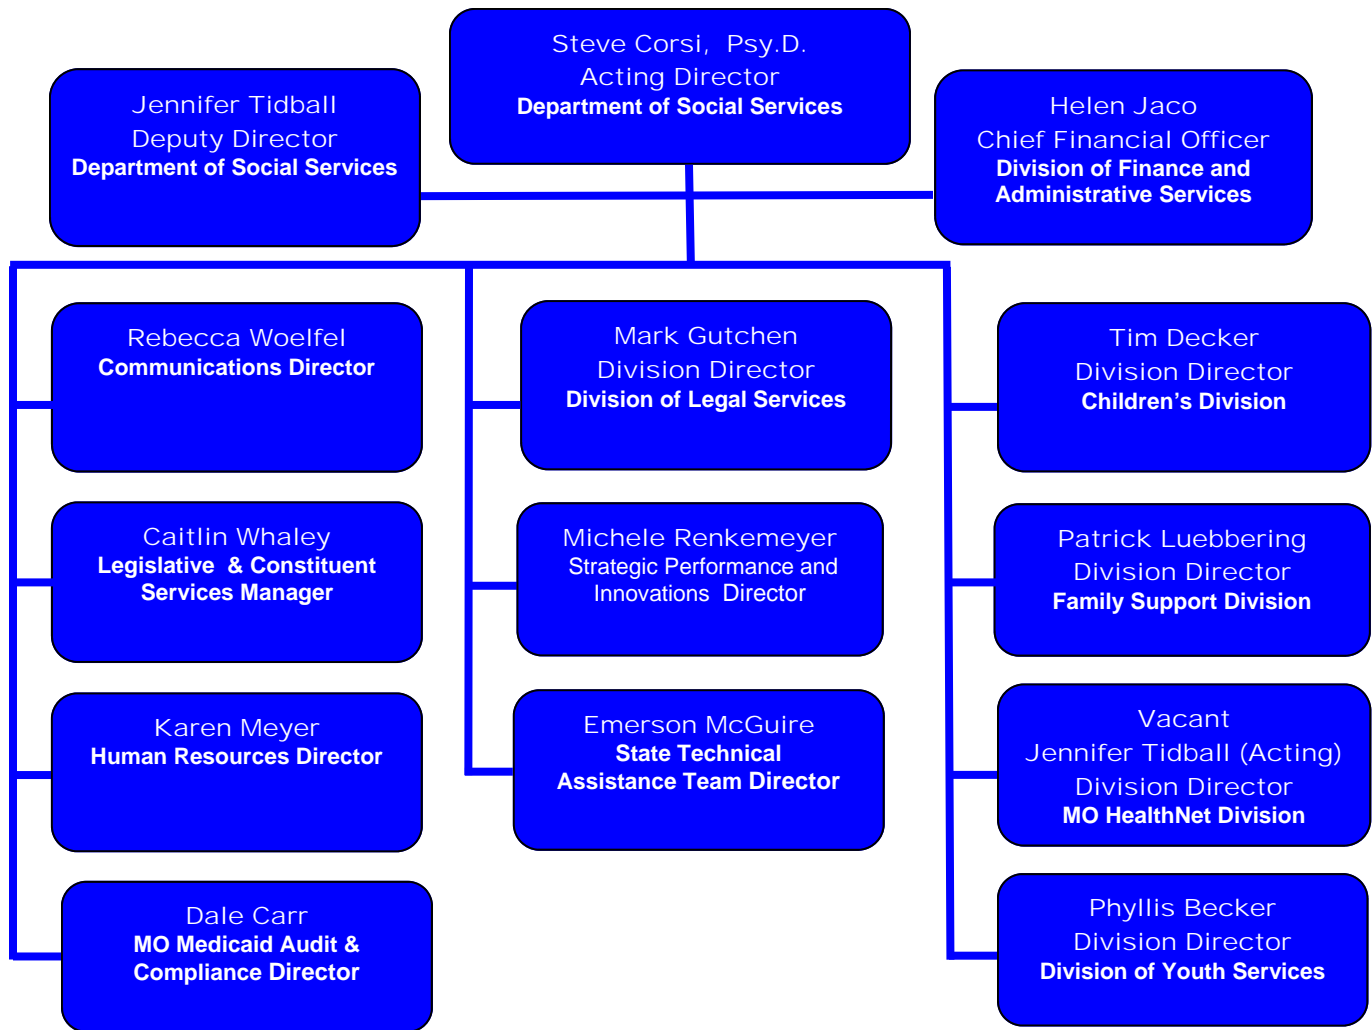 Steve Corsi, Psy.D.
Acting Director
Department of Social Services
Jennifer Tidball
Deputy Director
Department of Social Services
Helen Jaco
Chief Financial Officer
Division of Finance and
Administrative Services
Rebecca Woelfel
Communications Director
Mark Gutchen
Division Director
Division of Legal Services
Tim Decker
Division Director
Children’s Division
Caitlin Whaley
Legislative & Constituent
Services Manager
Michele Renkemeyer
Strategic Performance and
Innovations Director
Patrick Luebbering
Division Director
Family Support Division
Karen Meyer
Human Resources Director
Emerson McGuire
State Technical
Assistance Team Director
Vacant
Jennifer Tidball (Acting)
Division Director
MO HealthNet Division
Dale Carr
MO Medicaid Audit &
Compliance Director
Phyllis Becker
Division Director
Division of Youth Services